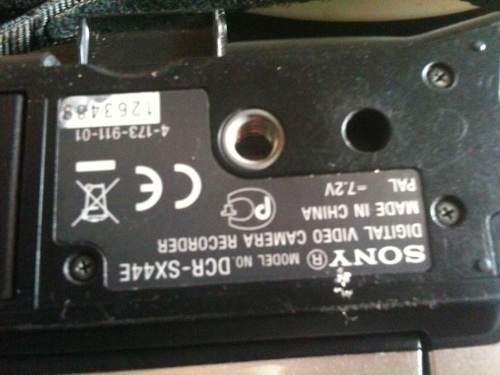 SONY ® MODEL NO. DCR-SX44E
DIGITAL VIDEO CAMERA RECORDER
MADE IN CHINA
PAL ⎓7.2V
CE
4-173-911-01
1263489